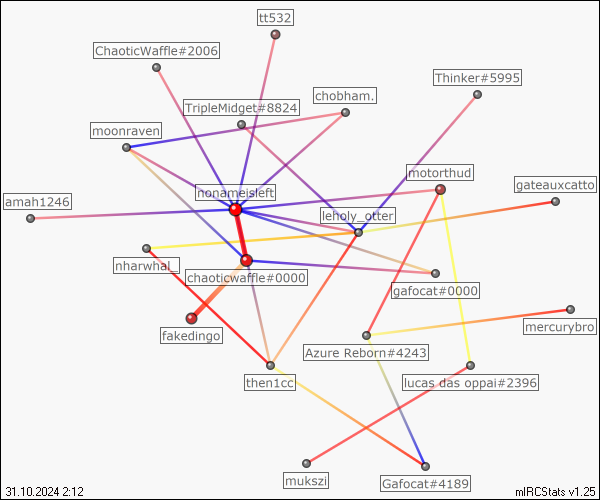 tt532
ChaoticWaffle#2006
Thinker#5995
chobham.
TripleMidget#8824
moonraven
motorthud
nonameisleft
gateauxcatto
amah1246
leholy_otter
nharwhal_
chaoticwaffle#0000
gafocat#0000
mercurybro
fakedingo
Azure Reborn#4243
then1cc
lucas das oppai#2396
mukszi
Gafocat#4189
31.10.2024 2:12
mIRCStats v1.25